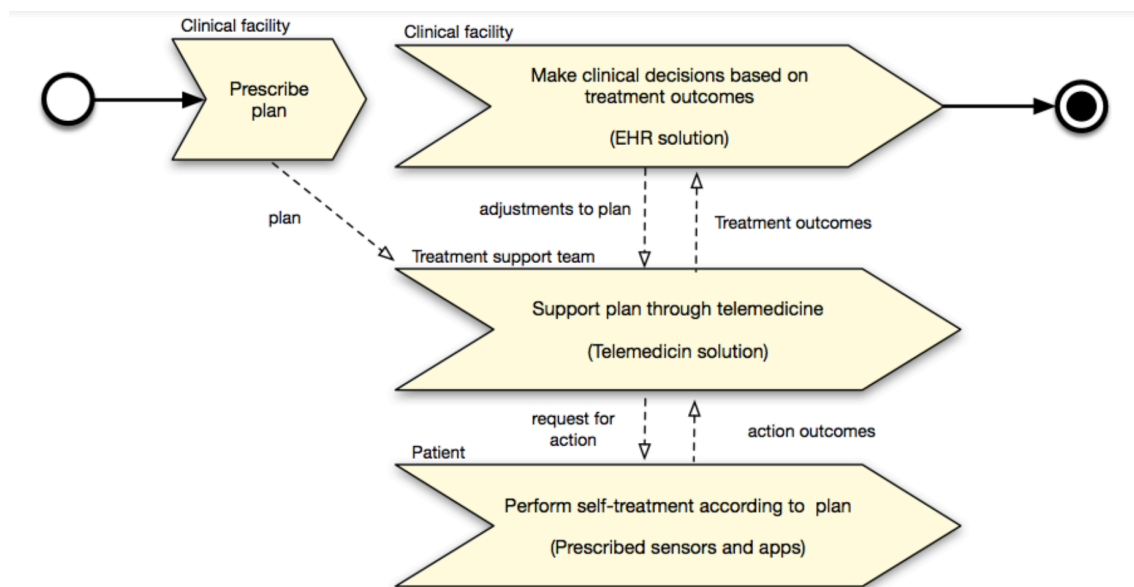 Clinical facility
Prescribe
plan
Clinical facility
Make clinical decisions based on
treatment outcomes
(EHR solution)
plan
adjustments to plan
Treatment outcomes
Treatment support team
Support plan through telemedicine
(Telemedicin solution)
request for
action
action outcomes
Patient
Perform self-treatment according to plan
(Prescribed sensors and apps)